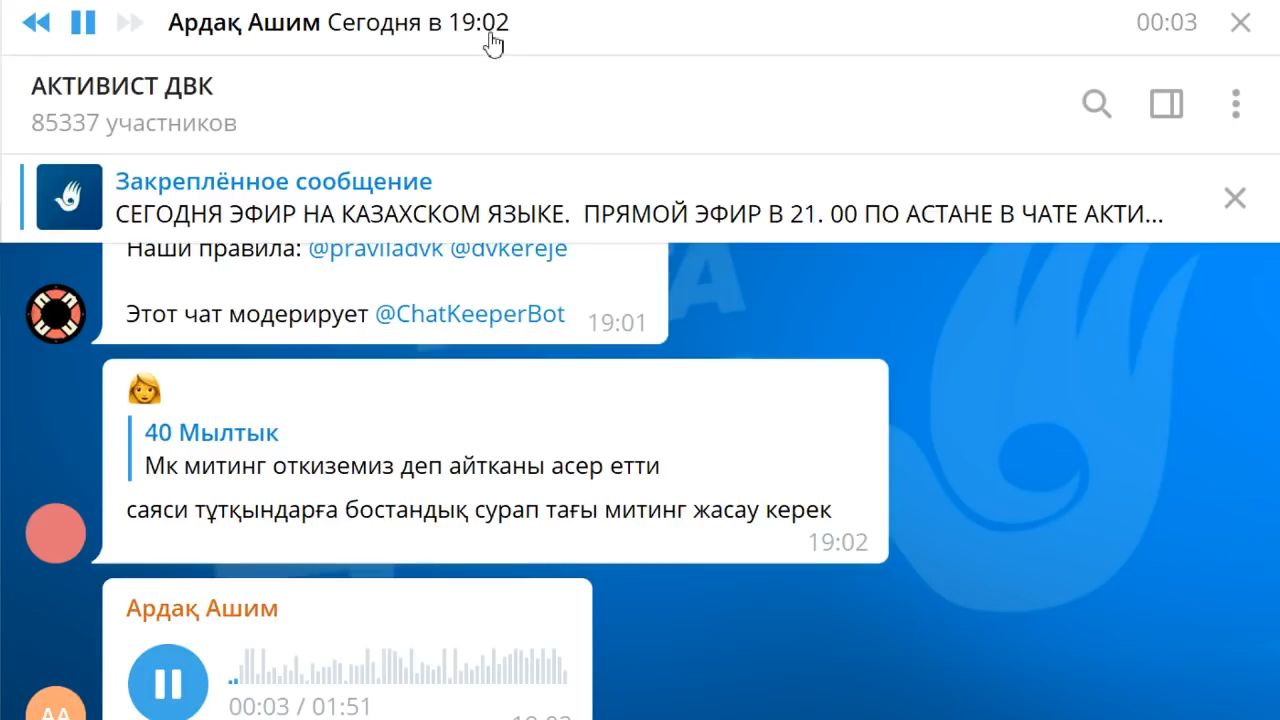 Ардақ Ашим Сегодня в 19:02
00:03
АКТИВИСТ ДВК
85337 участников
Закреплённое сообщение
СЕГОДНЯ ЭФИР НА КАЗАХСКОМ ЯЗЫКЕ. ПРЯМОЙ ЭФИР В 21. 00 ПО АСТАНЕ В ЧАТЕ АКТИ...
Наши правила: @praviladvk @dvkereje
Этот чат модерирует @ChatKeeperBot
19:01
40 Мылтык
Мк митинг откиземиз деп айтканы асер етти
саяси тұтқындарға бостандық сурап тағы митинг жасау керек
19:02
Ардақ Ашим
00:03 / 01:51
АА